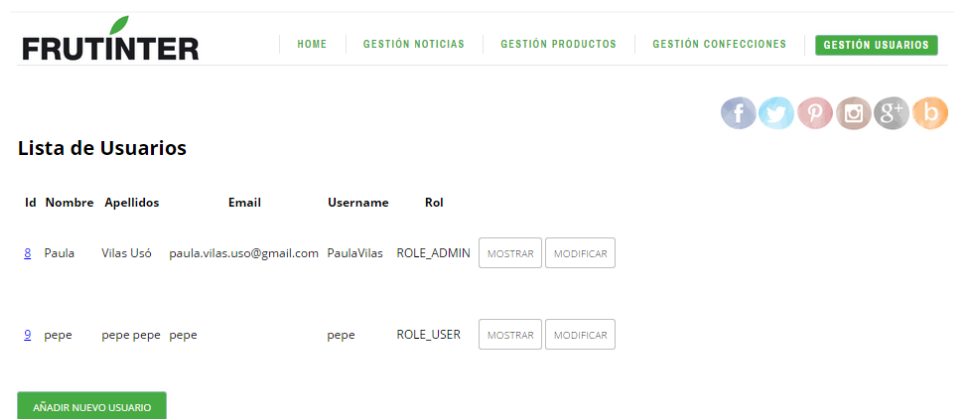 FRUTINTER
HOME GESTIÓN NOTICIAS GESTIÓN PRODUCTOS GESTIÓN CONFECCIONES GESTIÓN USUARIOS
f p g+ b
Lista de Usuarios
Id Nombre Apellidos Email Username Rol
8 Paula Vilas Usó paula.vilas.uso@gmail.com PaulaVilas ROLE_ADMIN MOSTRAR MODIFICAR
9 pepe pepe pepe pepe pepe ROLE_USER MOSTRAR MODIFICAR
AÑADIR NUEVO USUARIO